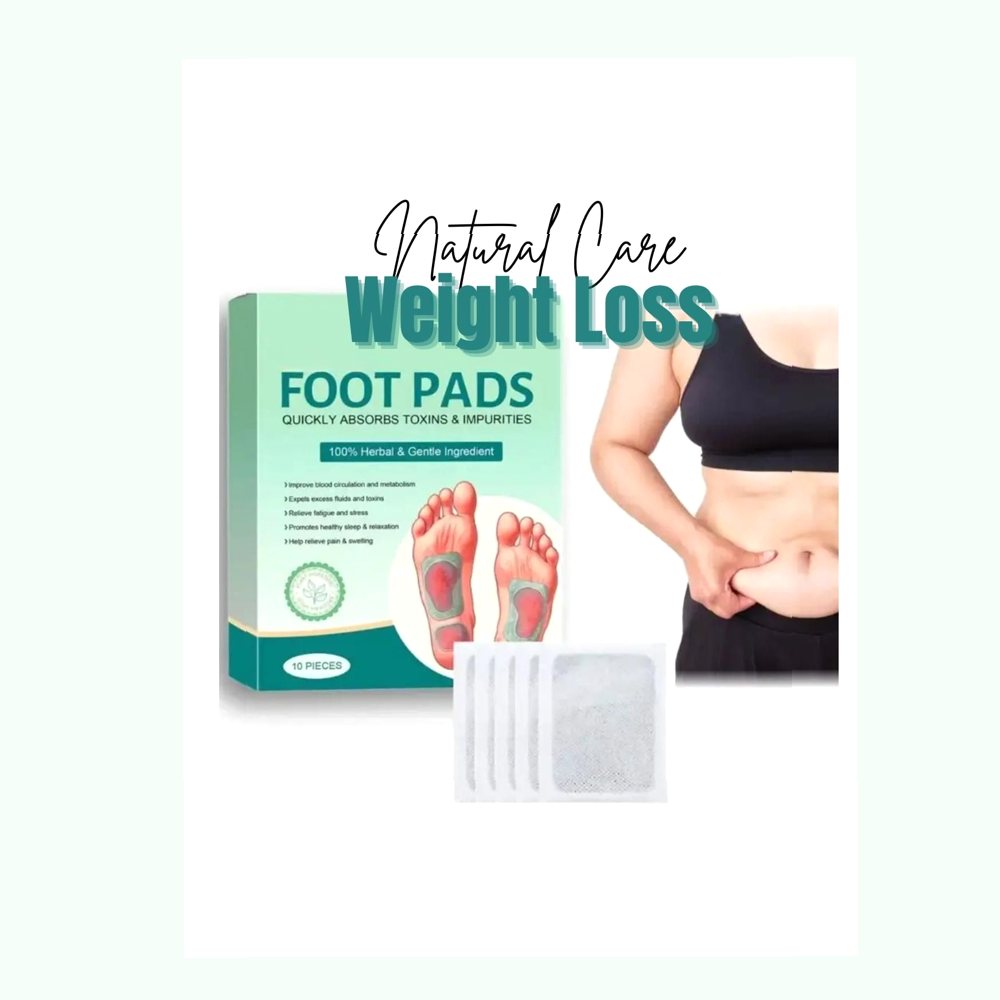 Natural Care
Weight Loss
FOOT PADS
QUICKLY ABSORBS TOXINS & IMPURITIES
100% Herbal & Gentle Ingredient
Improve blood circulation and metabolism
Expels excess fluids and toxins
Relieve fatigue and stress
Promotes healthy sleep & relaxation
Help relieve pain & swelling
10 PIECES